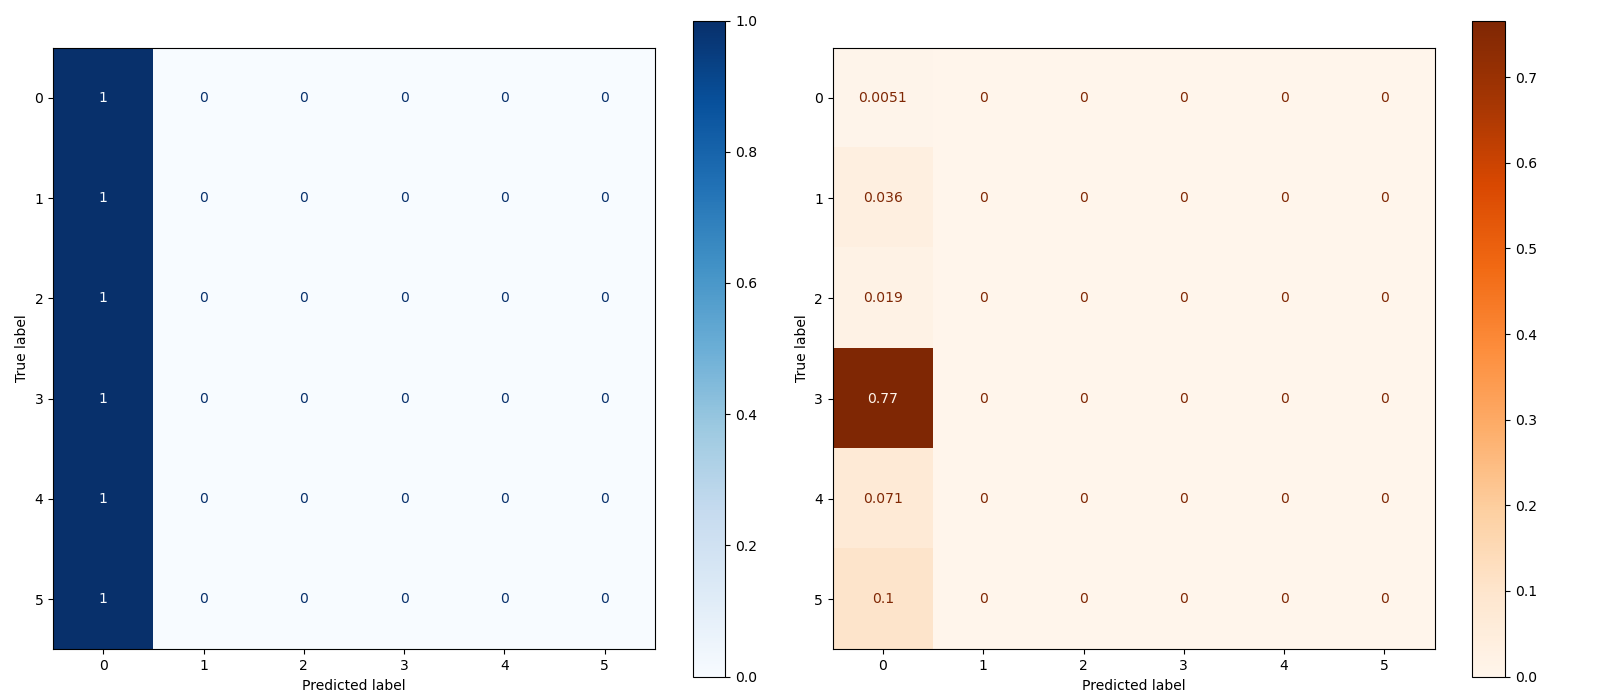 1.0
0 1 0 0 0 0 0
0.8
1 1 0 0 0 0 0
0.6
2 1 0 0 0 0 0
True label
3 1 0 0 0 0 0
0.4
4 1 0 0 0 0 0
0.2
5 1 0 0 0 0 0
0.0
0 1 2 3 4 5
Predicted label
0.7
0 0.0051 0 0 0 0 0
0.6
1 0.036 0 0 0 0 0
0.5
2 0.019 0 0 0 0 0
0.4
True label
3 0.77 0 0 0 0 0
0.3
4 0.071 0 0 0 0 0
0.2
0.1
5 0.1 0 0 0 0 0
0.0
0 1 2 3 4 5
Predicted label